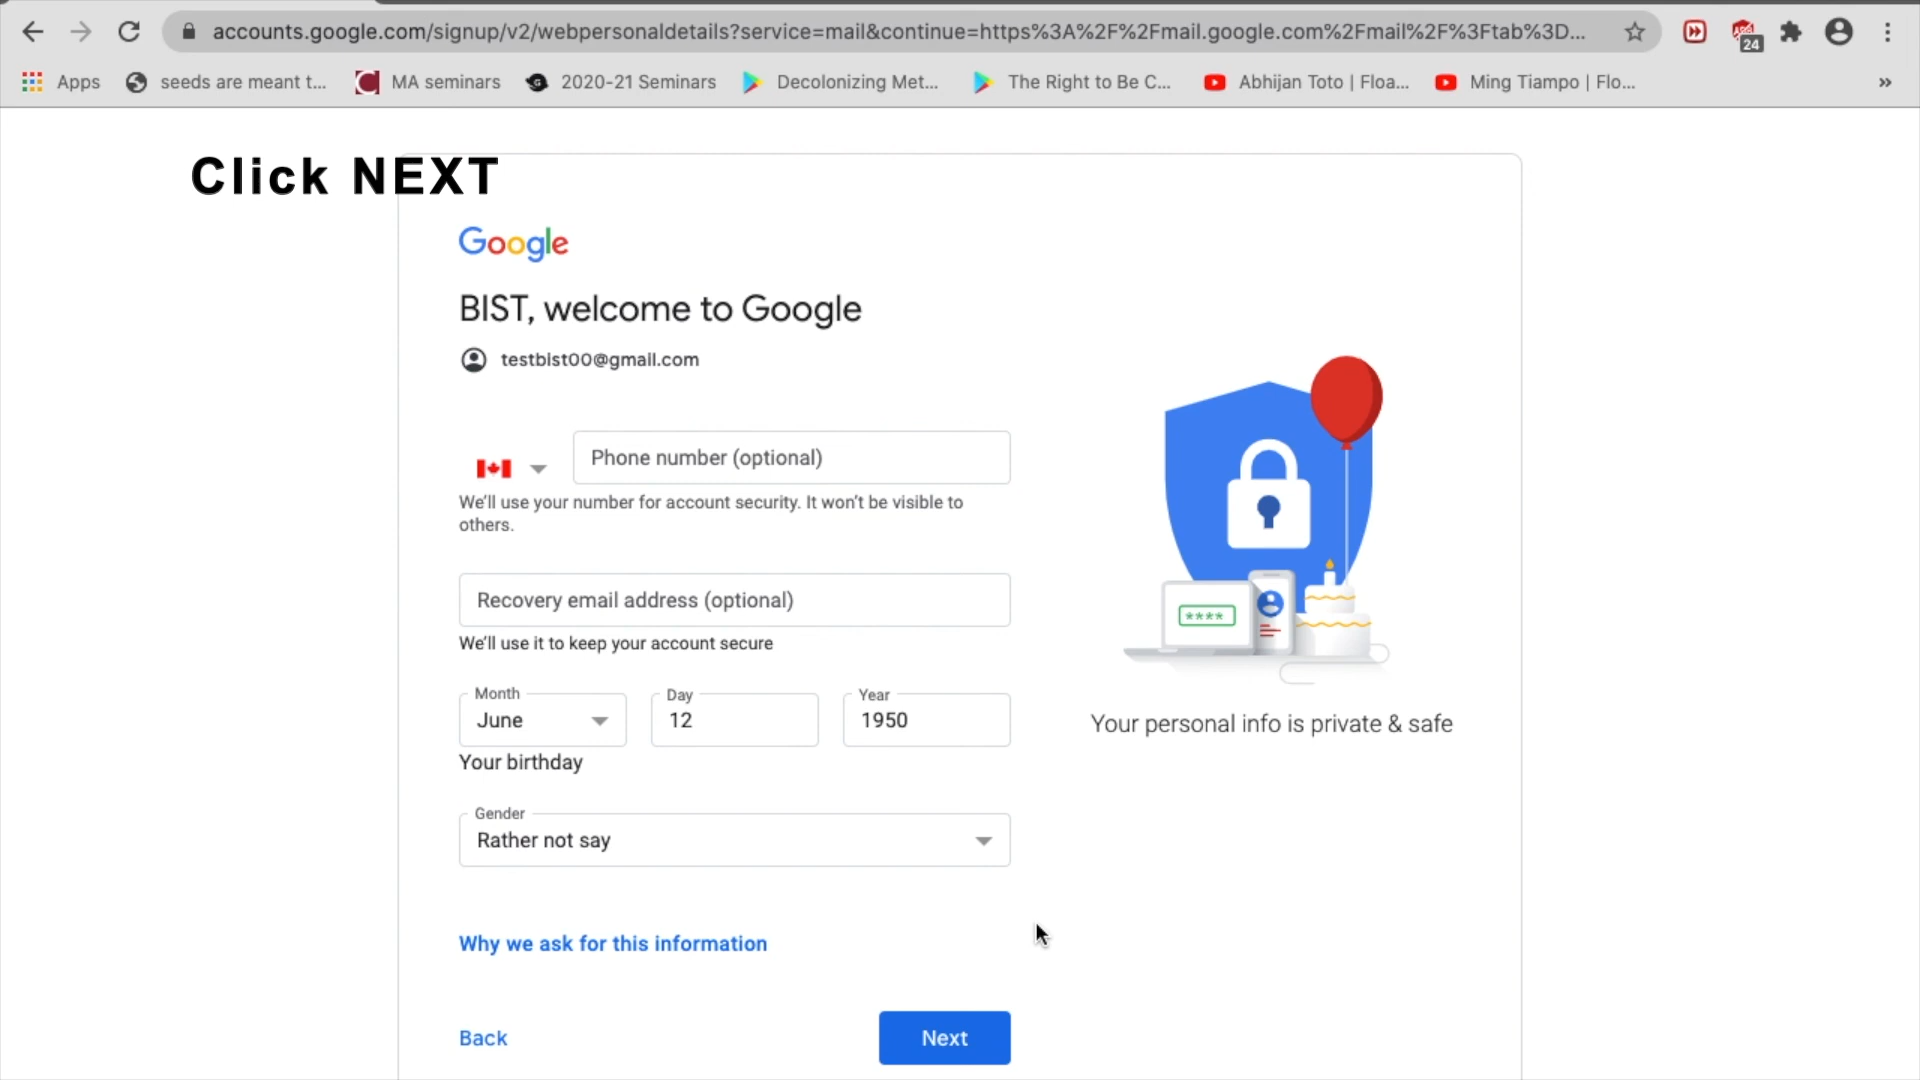 accounts.google.com/signup/v2/webpersonaldetails?service=mail&continue=https%3A%2F%2Fmail.google.com%2Fmail%2F%3Ftab%3D...
24
Apps seeds are meant t... MA seminars 2020-21 Seminars Decolonizing Met... The Right to Be C... Abhijan Toto | Floa... Ming Tiampo | Flo... »
Click NEXT
Google
BIST, welcome to Google
testbist00@gmail.com
Phone number (optional)
We'll use your number for account security. It won't be visible to
others.
Recovery email address (optional)
We'll use it to keep your account secure
Month Day Year
June 12 1950
Your birthday
Gender
Rather not say
Why we ask for this information
Back Next
****
Your personal info is private & safe